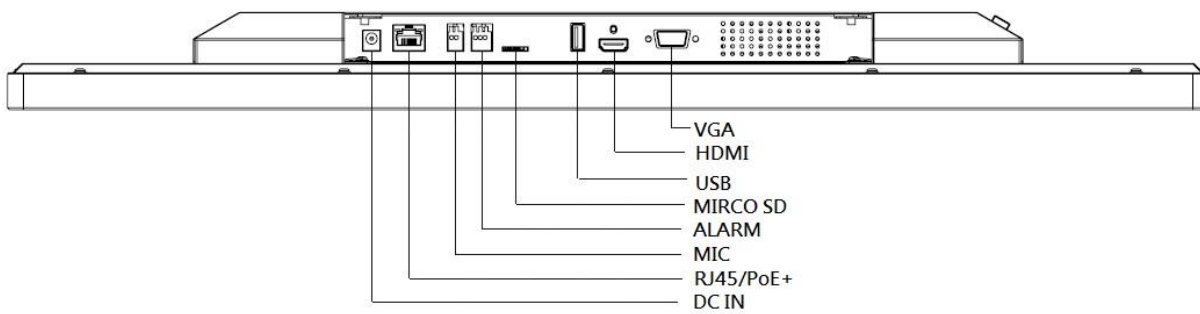 VGA
HDMI
USB
MIRCO SD
ALARM
MIC
RJ45/PoE+
DC IN